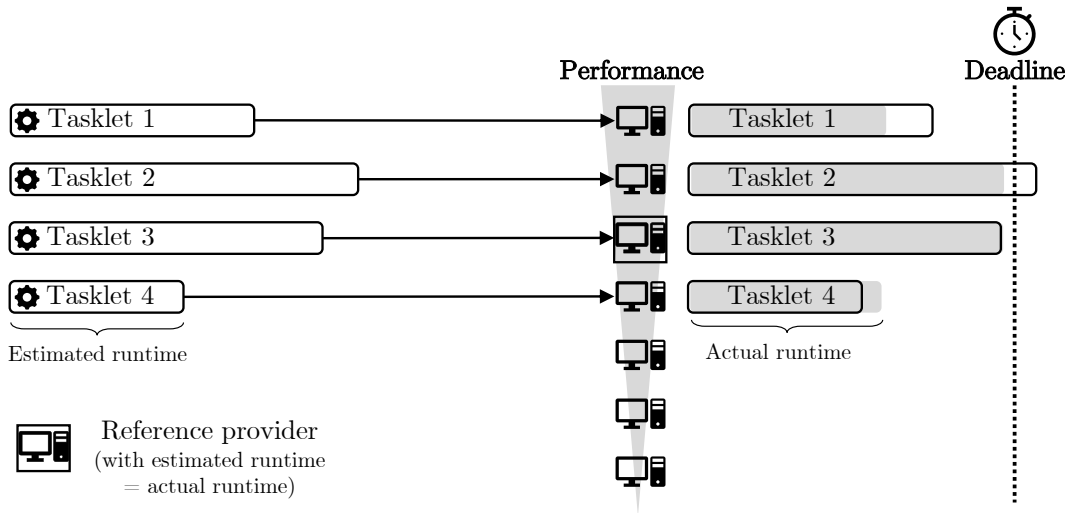 Performance
Deadline
Tasklet 1
Tasklet 1
Tasklet 2
Tasklet 2
Tasklet 3
Tasklet 3
Tasklet 4
Tasklet 4
Estimated runtime
Actual runtime
Reference provider
(with estimated runtime
= actual runtime)